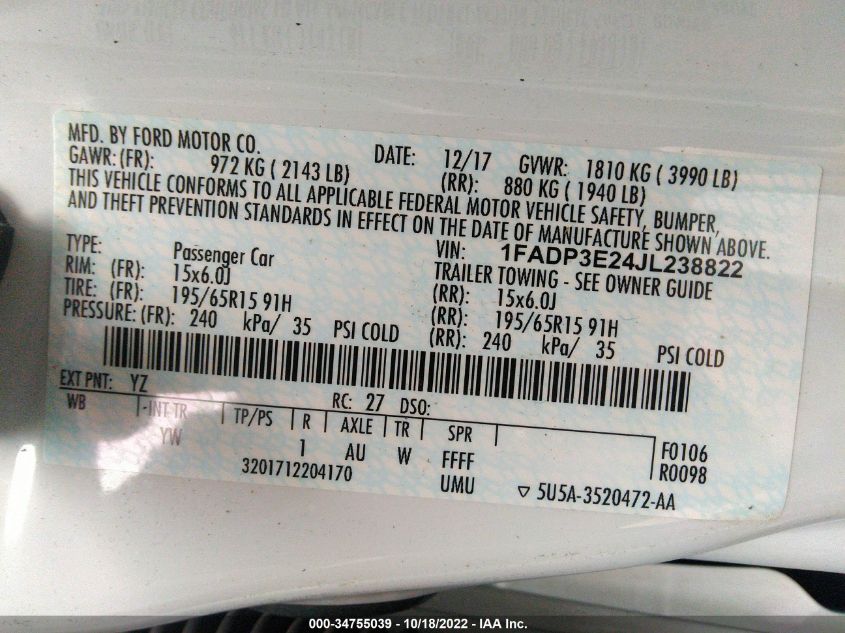 MFD. BY FORD MOTOR CO. DATE: 12/17 GVWR: 1810 KG ( 3990 LB)
GAWR: (FR): 972 KG ( 2143 LB) (RR): 880 KG ( 1940 LB)
THIS VEHICLE CONFORMS TO ALL APPLICABLE FEDERAL MOTOR VEHICLE SAFETY, BUMPER,
AND THEFT PREVENTION STANDARDS IN EFFECT ON THE DATE OF MANUFACTURE SHOWN ABOVE.
VIN: 1FADP3E24JL238822
TYPE: Passenger Car TRAILER TOWING - SEE OWNER GUIDE
RIM: (FR): 15x6.0J (RR): 15x6.0J
TIRE: (FR): 195/65R15 91H (RR): 195/65R15 91H
PRESSURE: (FR): 240 kPa/ 35 PSI COLD (RR): 240 kPa/ 35 PSI COLD
EXT PNT: YZ RC: 27 DSO:
WB INT TR TP/PS R AXLE TR SPR F0106
YW 1 AU W FFFF R0098
3201712204170 UMU ▽ 5U5A-3520472-AA
000-34755039 - 10/18/2022 - IAA Inc.